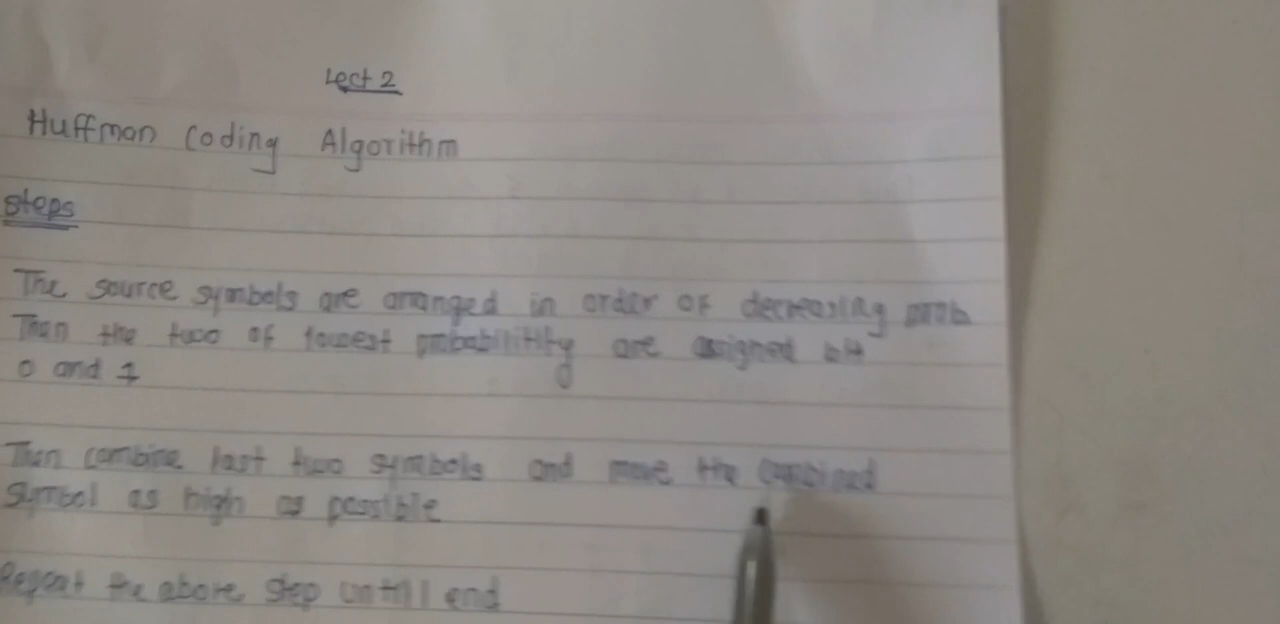 Lect 2
Huffman Coding Algorithm
Steps
The source symbols are arranged in order of decreasing prob
Then the two of lowest probabilitity are assigned bit
0 and 1
Then combine last two symbols and move the combined
symbol as high as possible
Repeat the above step untill end